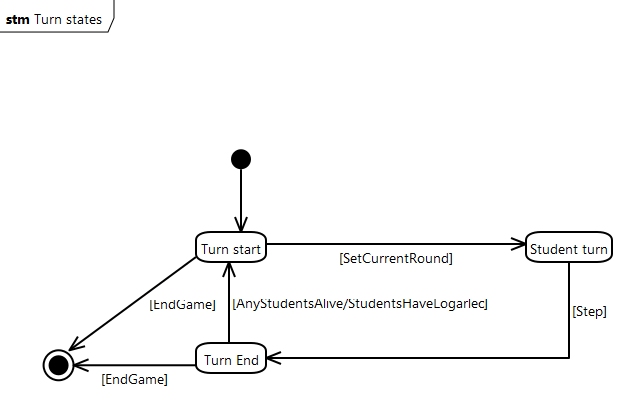 stm Turn states
Turn start
Student turn
[SetCurrentRound]
[EndGame]
[AnyStudentsAlive/StudentsHaveLogarlec]
[Step]
Turn End
[EndGame]